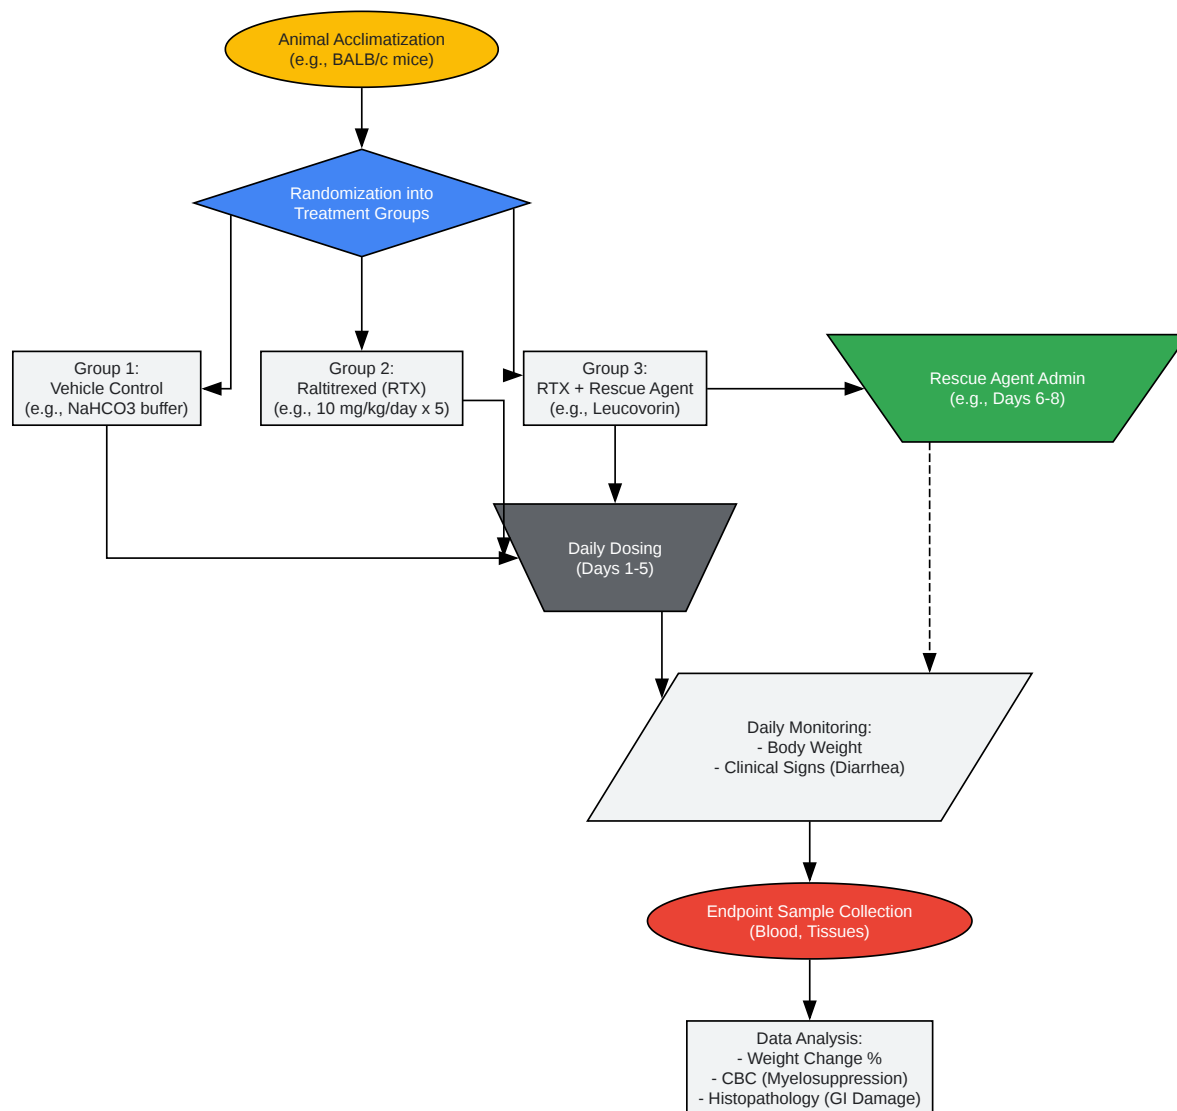 Animal Acclimatization
(e.g., BALB/c mice)
Randomization into
Treatment Groups
Group 1:
Vehicle Control
(e.g., NaHCO3 buffer)
Group 2:
Raltitrexed (RTX)
(e.g., 10 mg/kg/day x 5)
Group 3:
RTX + Rescue Agent
(e.g., Leucovorin)
Rescue Agent Admin
(e.g., Days 6-8)
Daily Dosing
(Days 1-5)
Daily Monitoring:
- Body Weight
- Clinical Signs (Diarrhea)
Endpoint Sample Collection
(Blood, Tissues)
Data Analysis:
- Weight Change %
- CBC (Myelosuppression)
- Histopathology (GI Damage)